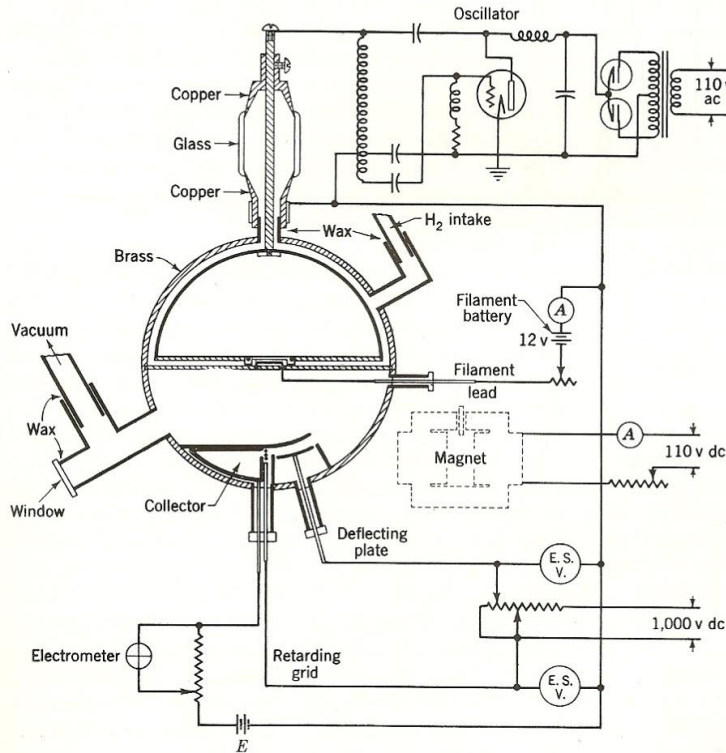 Oscillator
110 v
ac
Copper
Glass
Copper
Wax
H₂ intake
Brass
Filament
battery
A
12 v
Vacuum
Filament
lead
Wax
A
Magnet
110 v dc
Window
Collector
Deflecting
plate
E. S.
V.
1,000 v dc
Electrometer
Retarding
grid
E. S.
V.
E